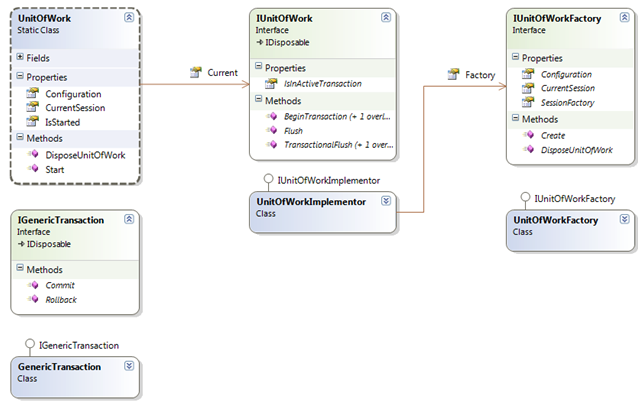 UnitOfWork
Static Class
Fields
Properties
Configuration
CurrentSession
IsStarted
Methods
DisposeUnitOfWork
Start
Current
IUnitOfWork
Interface
IDisposable
Properties
IsInActiveTransaction
Methods
BeginTransaction (+ 1 over...
Flush
TransactionalFlush (+ 1 over...
Factory
IUnitOfWorkFactory
Interface
Properties
Configuration
CurrentSession
SessionFactory
Methods
Create
DisposeUnitOfWork
IUnitOfWorkImplementor
UnitOfWorkImplementor
Class
IUnitOfWorkFactory
UnitOfWorkFactory
Class
IGenericTransaction
Interface
IDisposable
Methods
Commit
Rollback
IGenericTransaction
GenericTransaction
Class